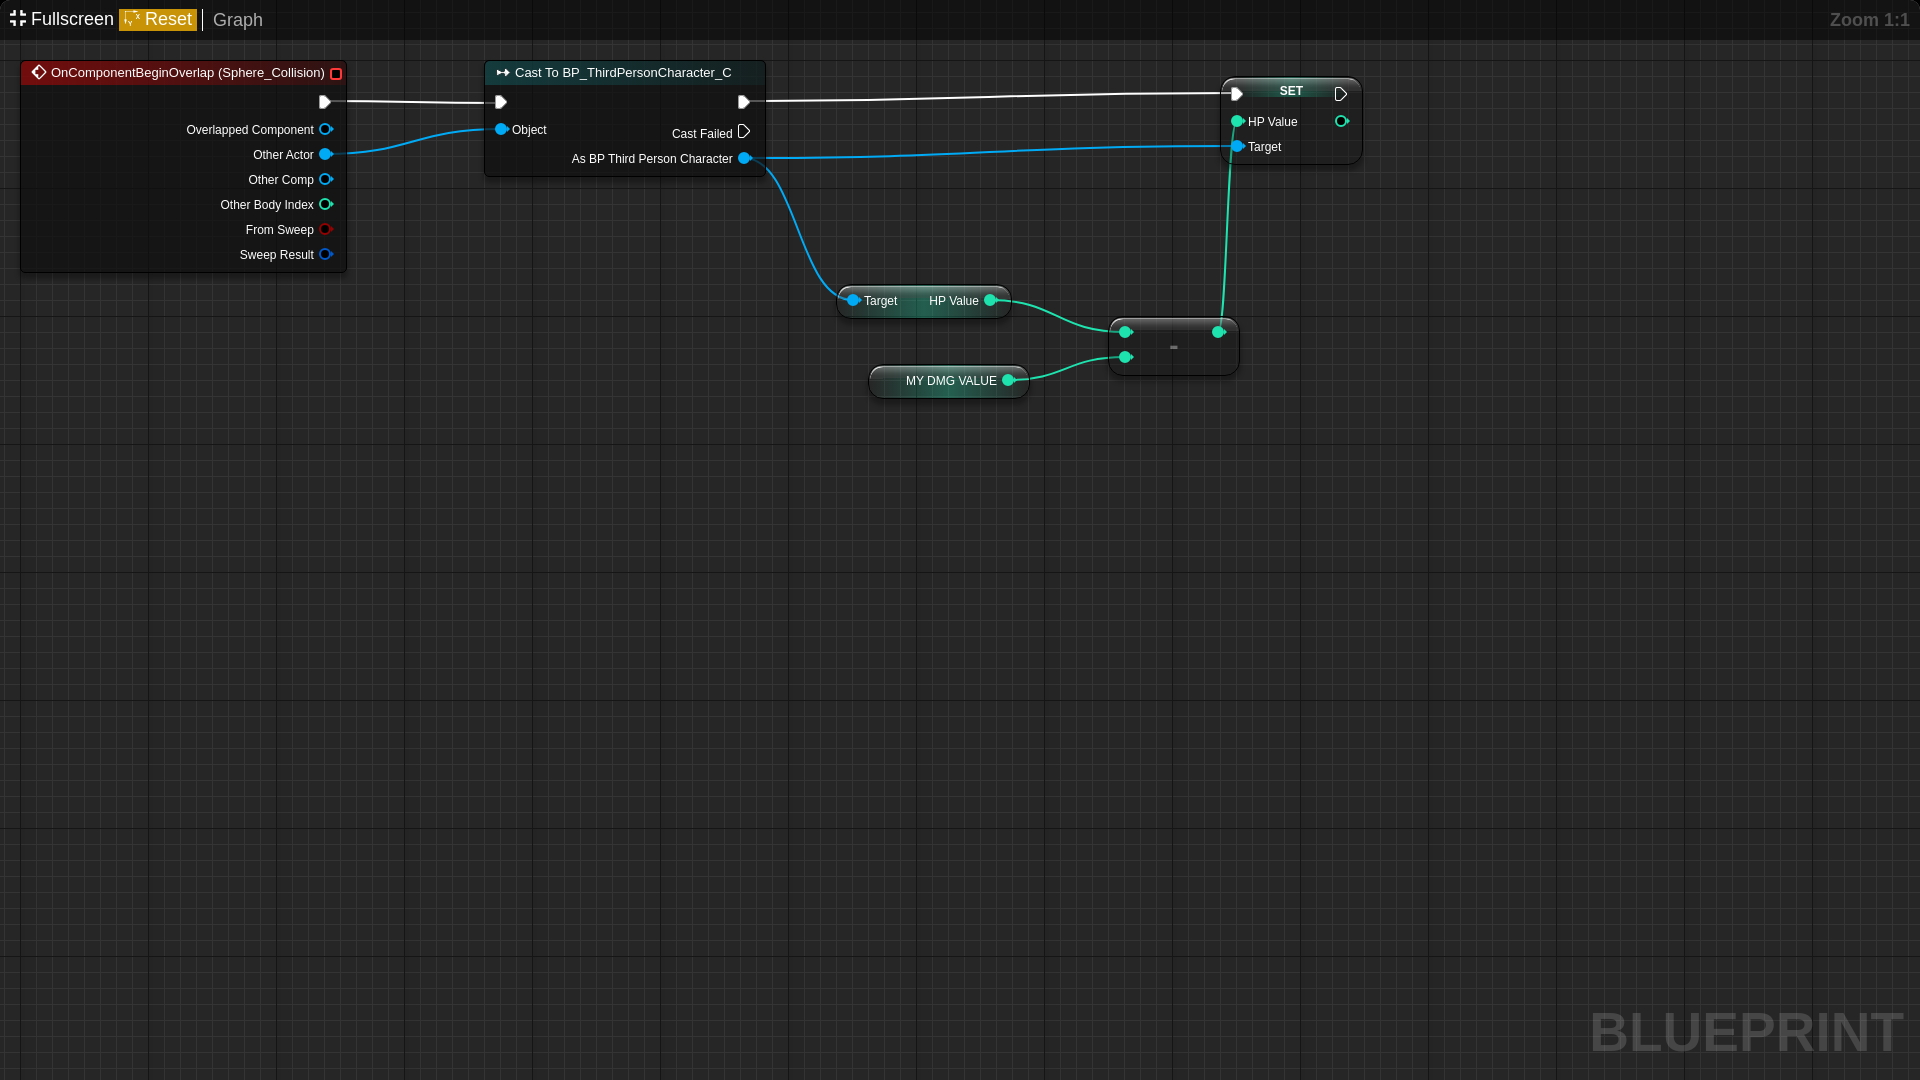 Fullscreen Reset Graph Zoom 1:1
OnComponentBeginOverlap (Sphere_Collision)
Overlapped Component
Other Actor
Other Comp
Other Body Index
From Sweep
Sweep Result
Cast To BP_ThirdPersonCharacter_C
Object
Cast Failed
As BP Third Person Character
SET
HP Value
Target
Target HP Value
-
MY DMG VALUE
BLUEPRINT